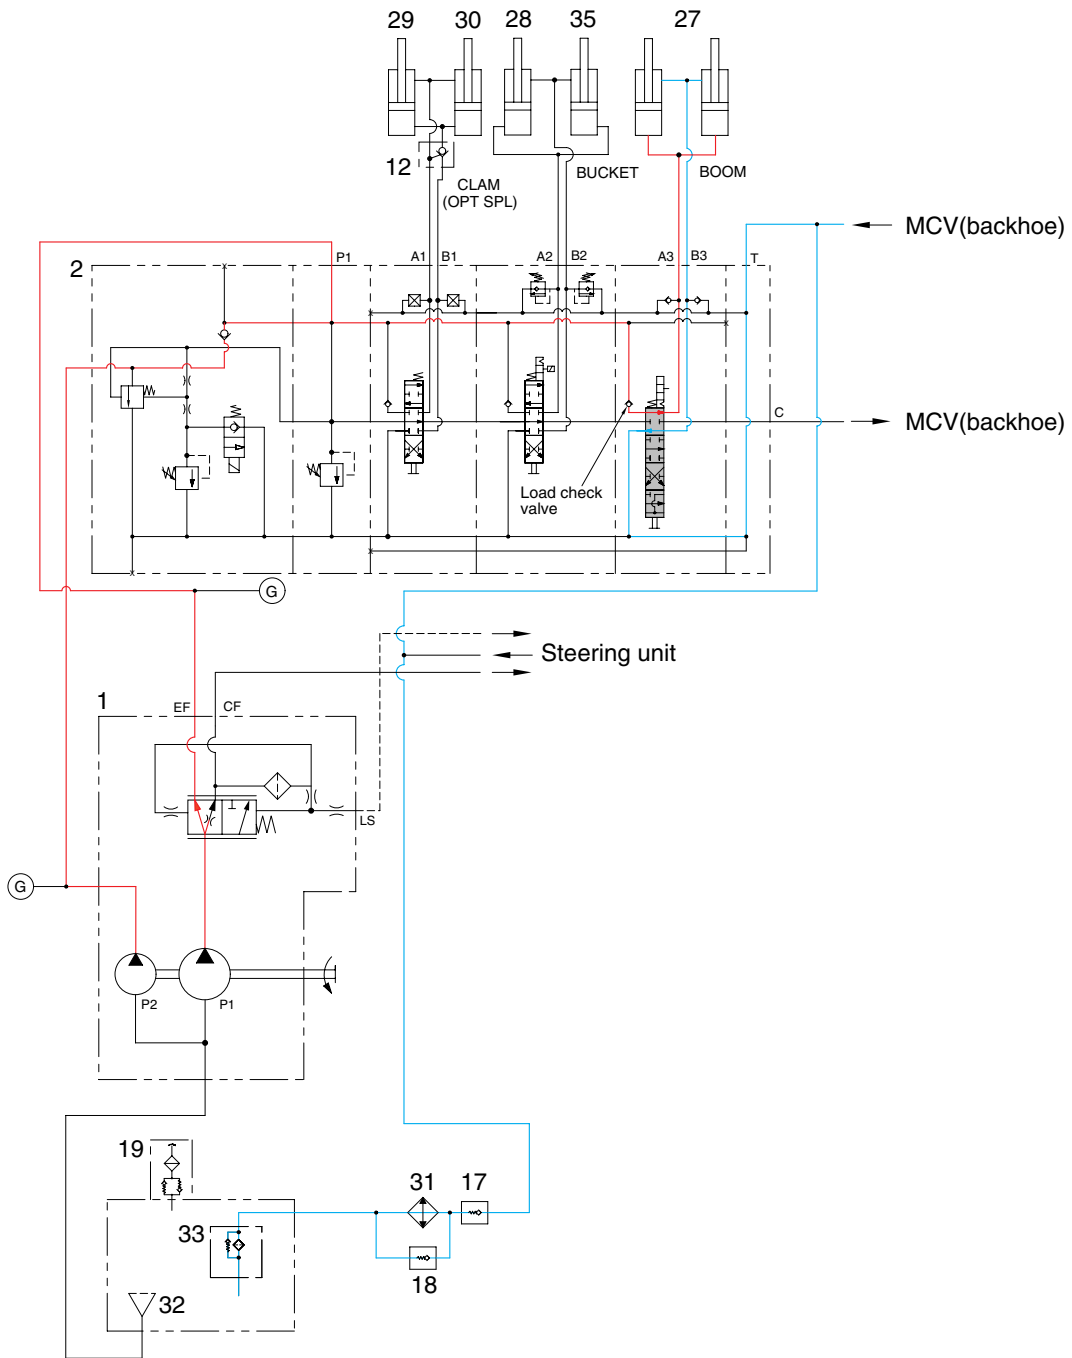 29 30 28 35 27
12
CLAM
(OPT SPL)
BUCKET
BOOM
MCV(backhoe)
2
P1 A1 B1 A2 B2 A3 B3 T
C
MCV(backhoe)
Load check
valve
G
Steering unit
1
EF CF
LS
G
P2 P1
19
31 17
33
18
32